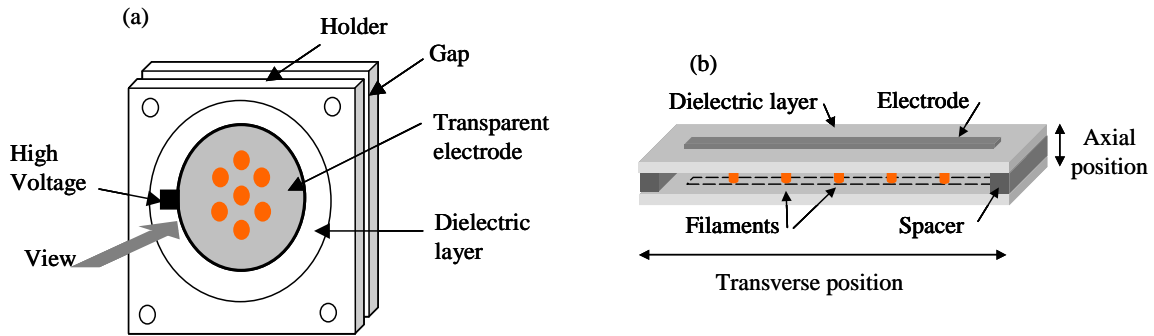 (a)
Holder
Gap
Transparent
electrode
High
Voltage
View
Dielectric
layer
(b)
Dielectric layer
Electrode
Axial
position
Filaments
Spacer
Transverse position